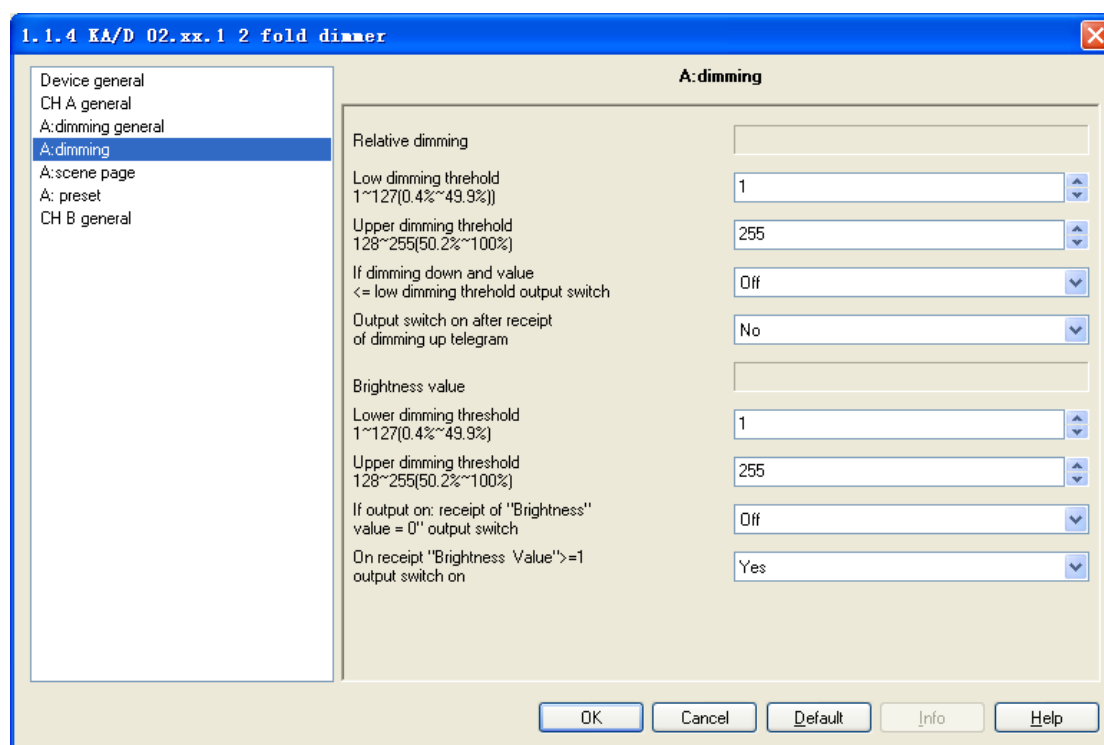 1.1.4 KA/D 02.xx.1 2 fold dimmer
Device general
CH A general
A:dimming general
A:dimming
A:scene page
A: preset
CH B general
A:dimming
Relative dimming
Low dimming threhold
1~127(0.4%~49.9%))
1
Upper dimming threhold
128~255(50.2%~100%)
255
If dimming down and value
<= low dimming threhold output switch
Off
Output switch on after receipt
of dimming up telegram
No
Brightness value
Lower dimming threshold
1~127(0.4%~49.9%)
1
Upper dimming threshold
128~255(50.2%~100%)
255
If output on: receipt of "Brightness"
value = 0" output switch
Off
On receipt "Brightness Value">=1
output switch on
Yes
OK
Cancel
Default
Info
Help